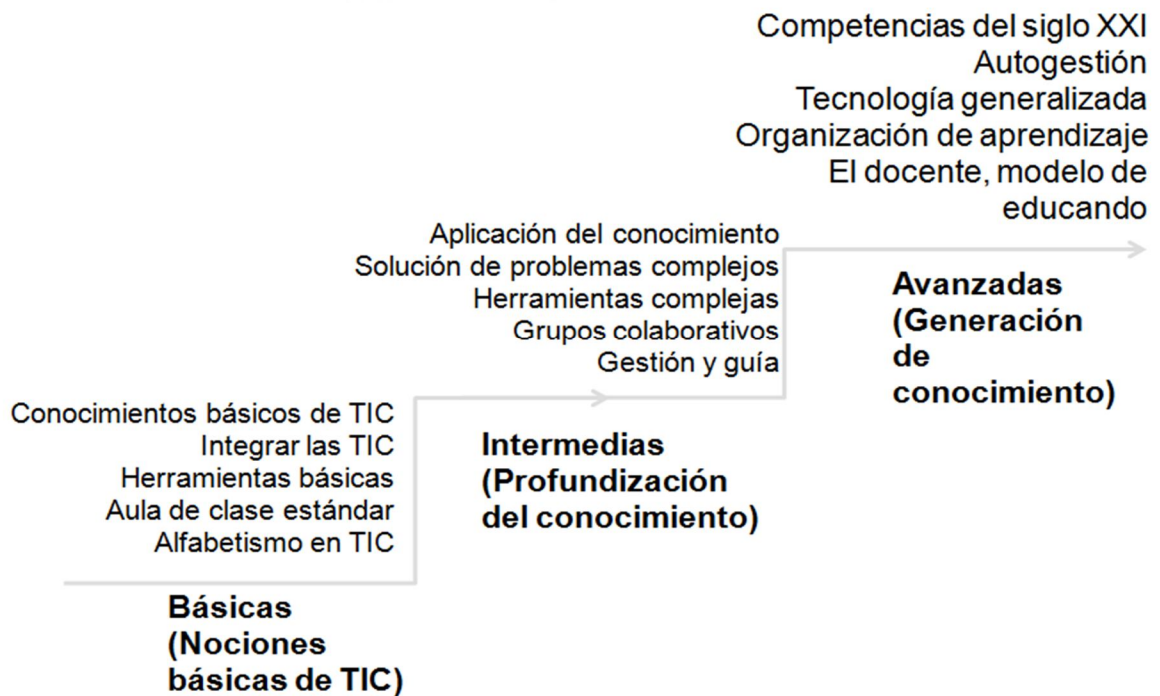 Competencias del siglo XXI
Autogestión
Tecnología generalizada
Organización de aprendizaje
El docente, modelo de
educando
Avanzadas
(Generación
de
conocimiento)
Aplicación del conocimiento
Solución de problemas complejos
Herramientas complejas
Grupos colaborativos
Gestión y guía
Intermedias
(Profundización
del conocimiento)
Conocimientos básicos de TIC
Integrar las TIC
Herramientas básicas
Aula de clase estándar
Alfabetismo en TIC
Básicas
(Nociones
básicas de TIC)